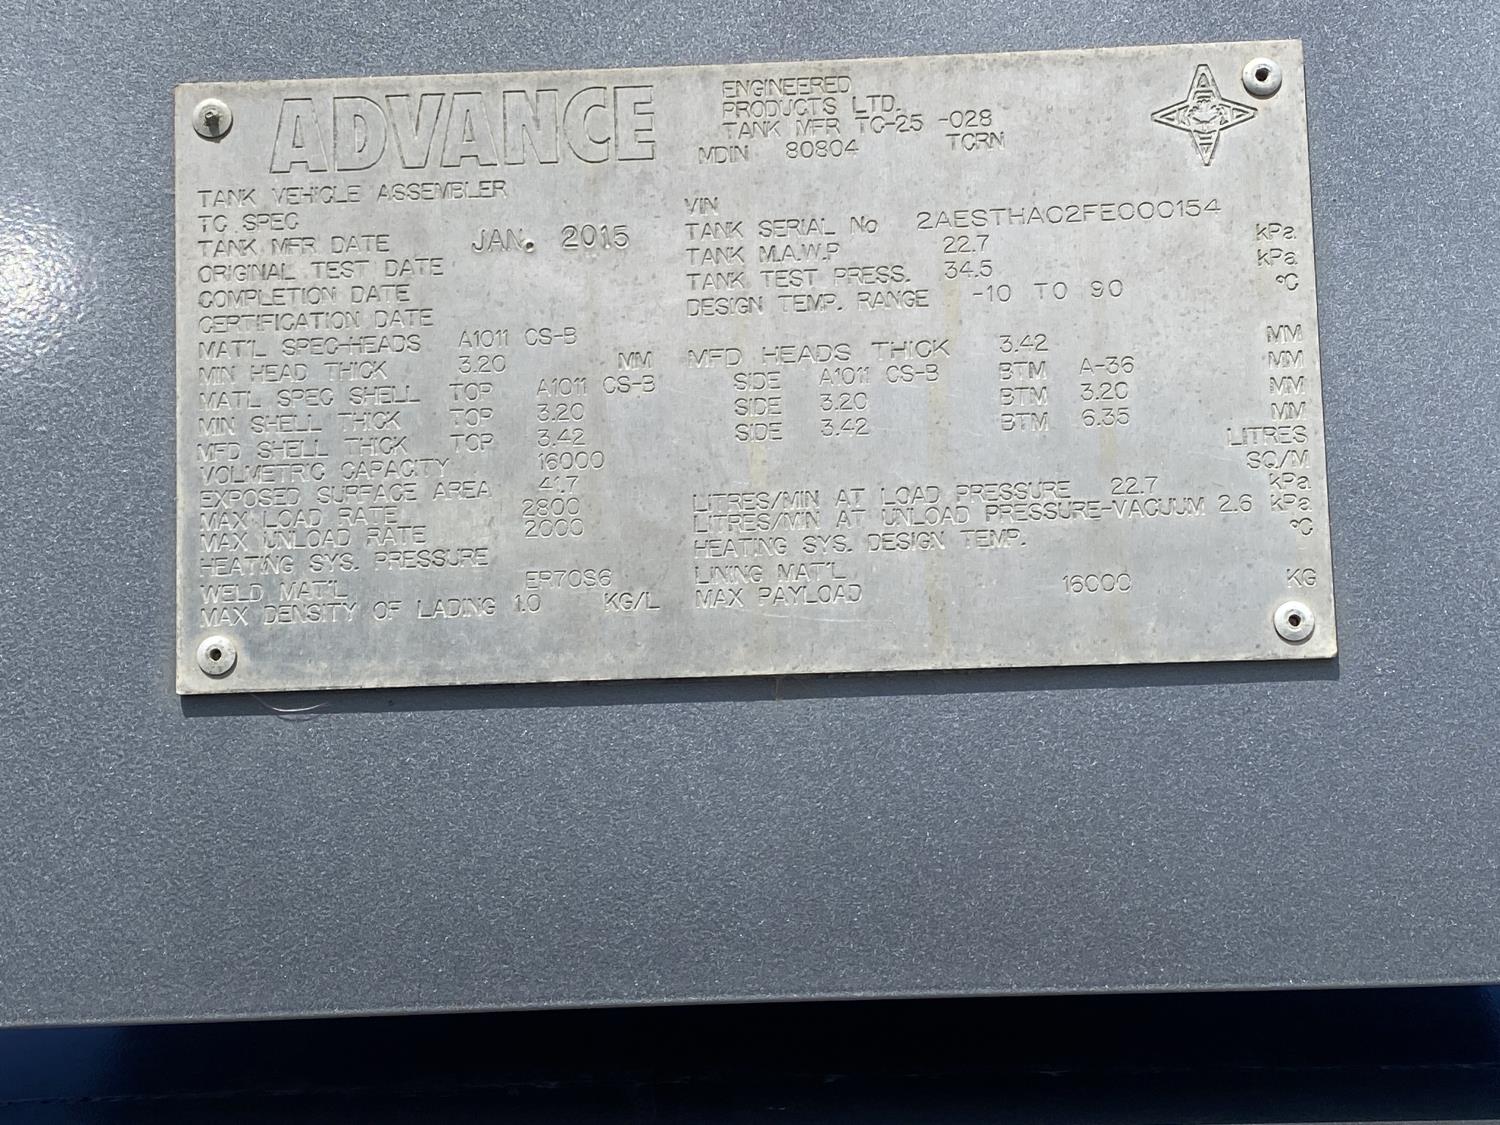 ADVANCE
ENGINEERED
PRODUCTS LTD.
TANK MFR TC-25 -028
MDIN 80804 TCRN
TANK VEHICLE ASSEMBLER
TC SPEC VIN
TANK MFR DATE JAN. 2015 TANK SERIAL No 2AESTHAC2FE000154
ORIGINAL TEST DATE TANK M.A.W.P 22.7 kPa
COMPLETION DATE TANK TEST PRESS. 34.5 kPa
CERTIFICATION DATE DESIGN TEMP. RANGE -10 TO 90 °C
MAT'L SPEC-HEADS A1011 CS-B
MIN HEAD THICK 3.20 MM MFD HEADS THICK 3.42 MM
MATL SPEC SHELL TOP A1011 CS-B SIDE A1011 CS-B BTM A-36 MM
MIN SHELL THICK TOP 3.20 SIDE 3.20 BTM 3.20 MM
MFD SHELL THICK TOP 3.42 SIDE 3.42 BTM 6.35 MM
VOLMETRIC CAPACITY 16000 LITRES
EXPOSED SURFACE AREA 41.7 SQ/M
MAX LOAD RATE 2800 LITRES/MIN AT LOAD PRESSURE 22.7 kPa
MAX UNLOAD RATE 2000 LITRES/MIN AT UNLOAD PRESSURE-VACUUM 2.6 kPa
HEATING SYS. PRESSURE HEATING SYS. DESIGN TEMP. °C
WELD MAT'L ER70S6 LINING MAT'L
MAX DENSITY OF LADING 1.0 KG/L MAX PAYLOAD 16000 KG